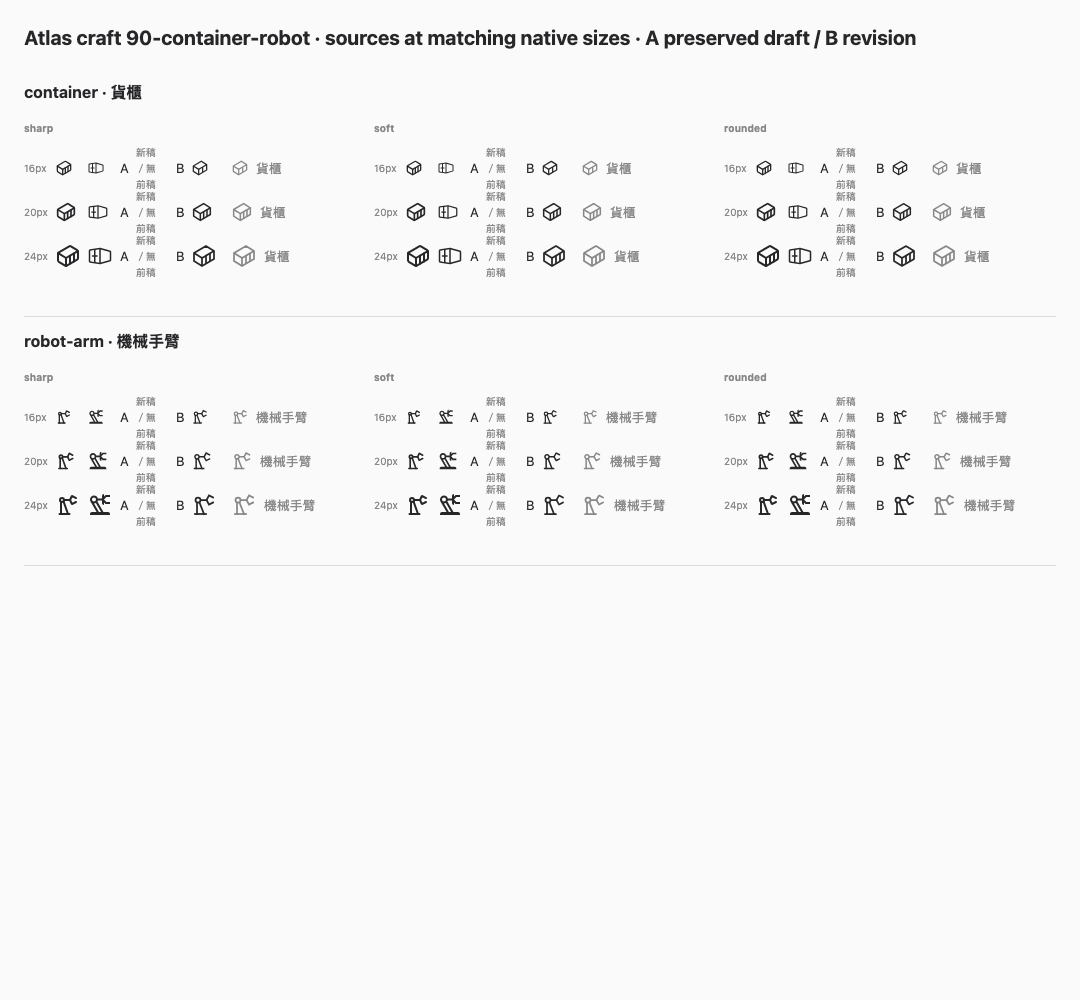 Atlas craft 90-container-robot · sources at matching native sizes · A preserved draft / B revision
container · 貨櫃
sharp
soft
rounded
16px A 新稿 / 無前稿 B 貨櫃
16px A 新稿 / 無前稿 B 貨櫃
16px A 新稿 / 無前稿 B 貨櫃
20px A 新稿 / 無前稿 B 貨櫃
20px A 新稿 / 無前稿 B 貨櫃
20px A 新稿 / 無前稿 B 貨櫃
24px A 新稿 / 無前稿 B 貨櫃
24px A 新稿 / 無前稿 B 貨櫃
24px A 新稿 / 無前稿 B 貨櫃
robot-arm · 機械手臂
sharp
soft
rounded
16px A 新稿 / 無前稿 B 機械手臂
16px A 新稿 / 無前稿 B 機械手臂
16px A 新稿 / 無前稿 B 機械手臂
20px A 新稿 / 無前稿 B 機械手臂
20px A 新稿 / 無前稿 B 機械手臂
20px A 新稿 / 無前稿 B 機械手臂
24px A 新稿 / 無前稿 B 機械手臂
24px A 新稿 / 無前稿 B 機械手臂
24px A 新稿 / 無前稿 B 機械手臂